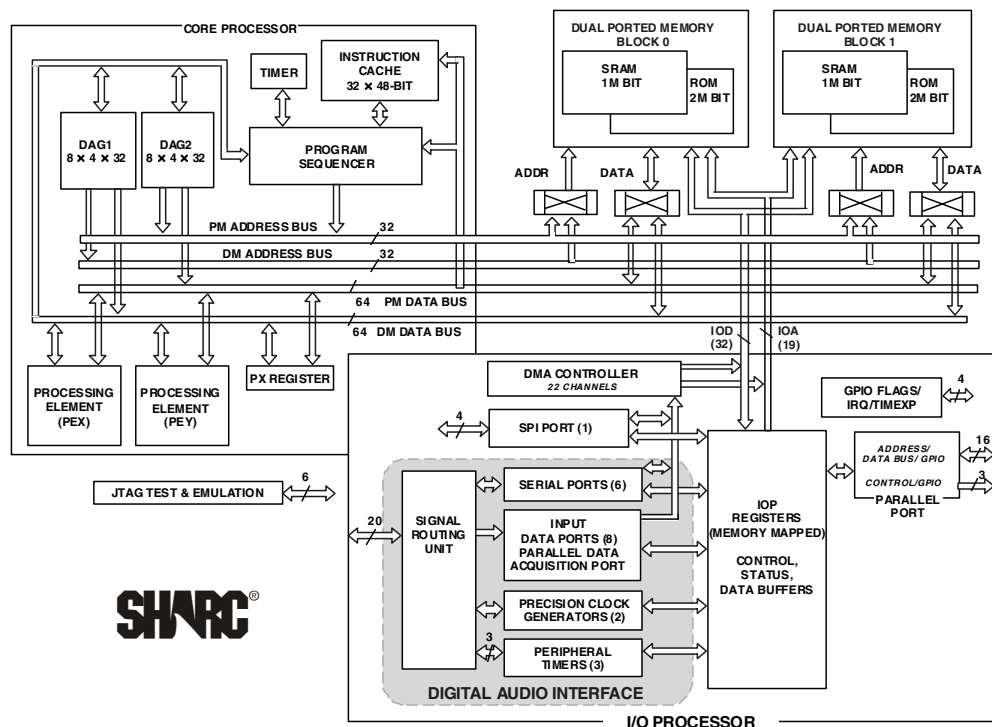 CORE PROCESSOR
TIMER
INSTRUCTION
CACHE
32 × 48-BIT
DAG1
8 × 4 × 32
DAG2
8 × 4 × 32
PROGRAM
SEQUENCER
DUAL PORTED MEMORY
BLOCK 0
SRAM
1M BIT
ROM
2M BIT
DUAL PORTED MEMORY
BLOCK 1
SRAM
1M BIT
ROM
2M BIT
ADDR
DATA
ADDR
DATA
PM ADDRESS BUS
32
DM ADDRESS BUS
32
64
PM DATA BUS
64
DM DATA BUS
IOD
(32)
IOA
(19)
PROCESSING
ELEMENT
(PEX)
PROCESSING
ELEMENT
(PEY)
PX REGISTER
DMA CONTROLLER
22 CHANNELS
GPIO FLAGS/
IRQ/TIMEXP
4
4
SPI PORT (1)
ADDRESS/
DATA BUS/ GPIO
CONTROL/GPIO
PARALLEL
PORT
16
3
JTAG TEST & EMULATION
6
20
SIGNAL
ROUTING
UNIT
SERIAL PORTS (6)
INPUT
DATA PORTS (8)
PARALLEL DATA
ACQUISITION PORT
PRECISION CLOCK
GENERATORS (2)
3
PERIPHERAL
TIMERS (3)
DIGITAL AUDIO INTERFACE
IOP
REGISTERS
(MEMORY MAPPED)
CONTROL,
STATUS,
DATA BUFFERS
SHARC®
I/O PROCESSOR